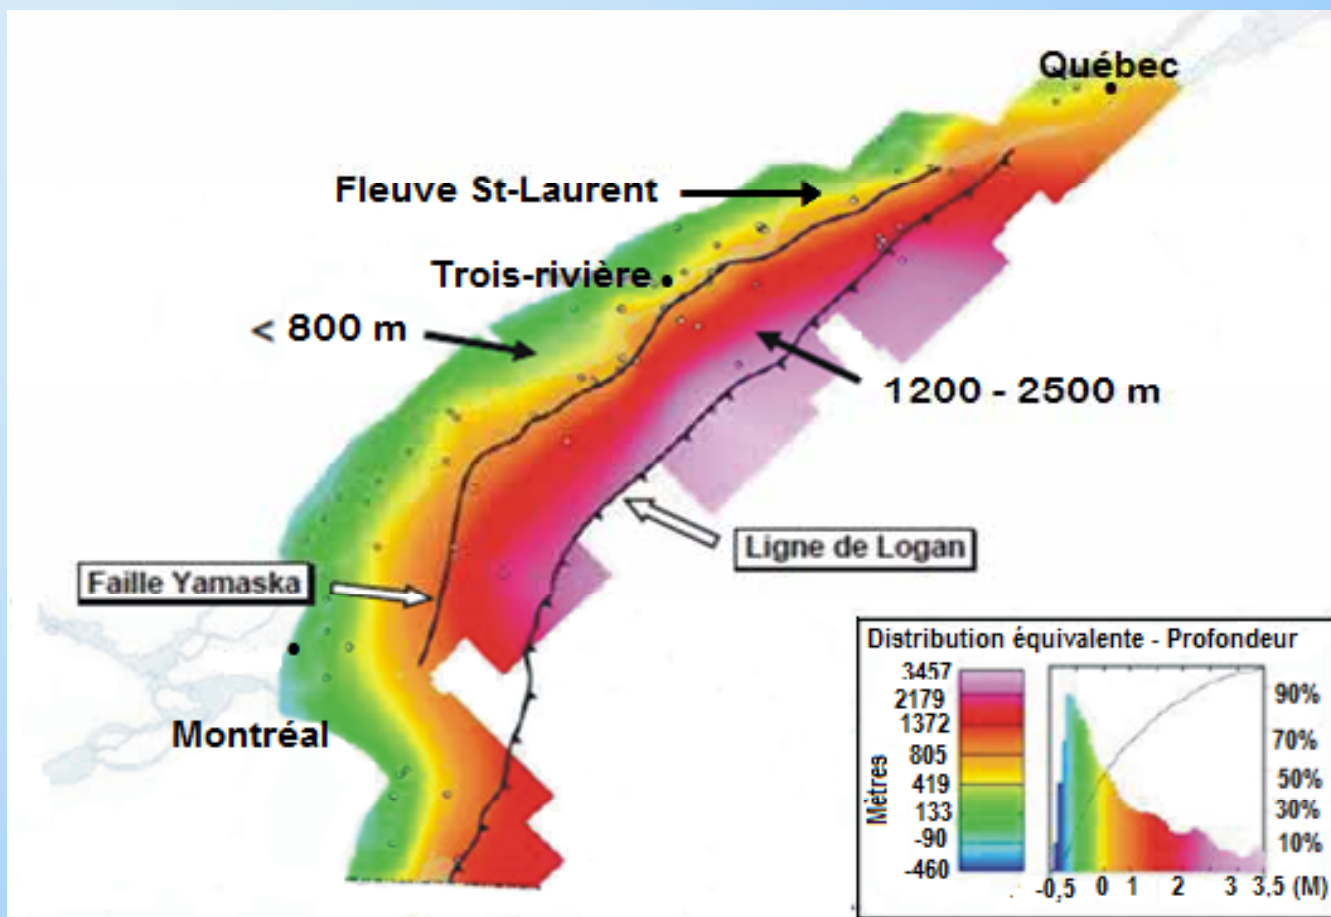 Québec
Fleuve St-Laurent
Trois-rivière
< 800 m
1200 - 2500 m
Ligne de Logan
Faille Yamaska
Montréal
Distribution équivalente - Profondeur
Mètres
3457
2179
1372
805
419
133
-90
-460
90%
70%
50%
30%
10%
-0,5 0 1 2 3 3,5 (M)